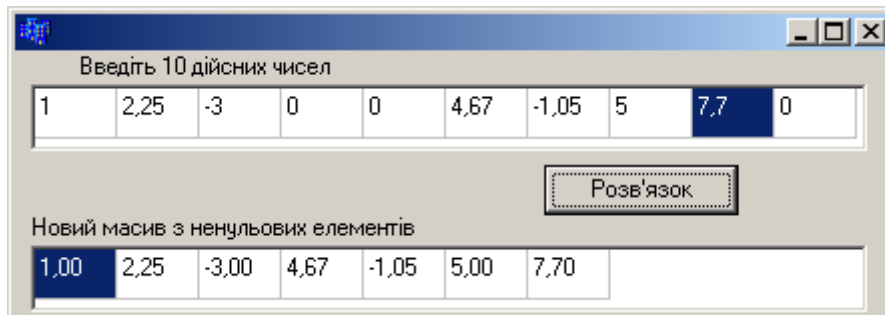 Введіть 10 дійсних чисел
1 2,25 -3 0 0 4,67 -1,05 5 7,7 0
Розв'язок
Новий масив з ненульових елементів
1,00 2,25 -3,00 4,67 -1,05 5,00 7,70